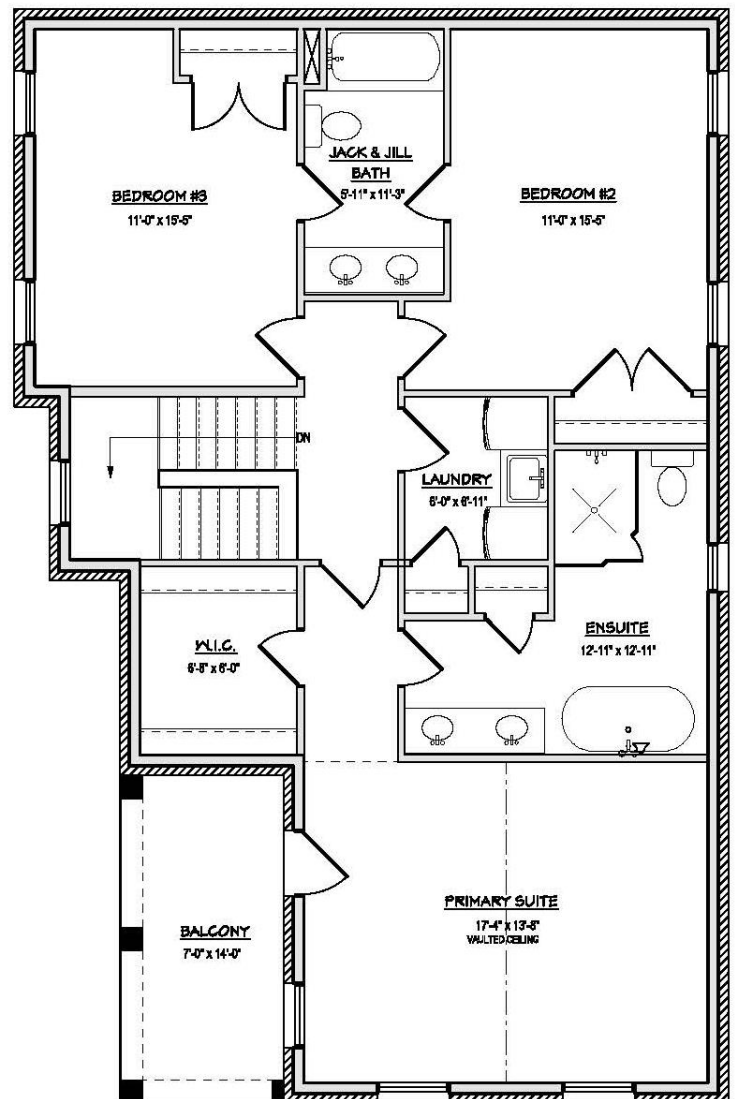 JACK & JILL
BATH
5'-11" x 11'-3"
BEDROOM #3
11'-0" x 15'-5"
BEDROOM #2
11'-0" x 15'-5"
DN
LAUNDRY
6'-0" x 6'-11"
W.I.C.
6'-8" x 8'-0"
ENSUITE
12'-11" x 12'-11"
PRIMARY SUITE
17'-4" x 13'-8"
VAULTED CEILING
BALCONY
7'-0" x 14'-0"